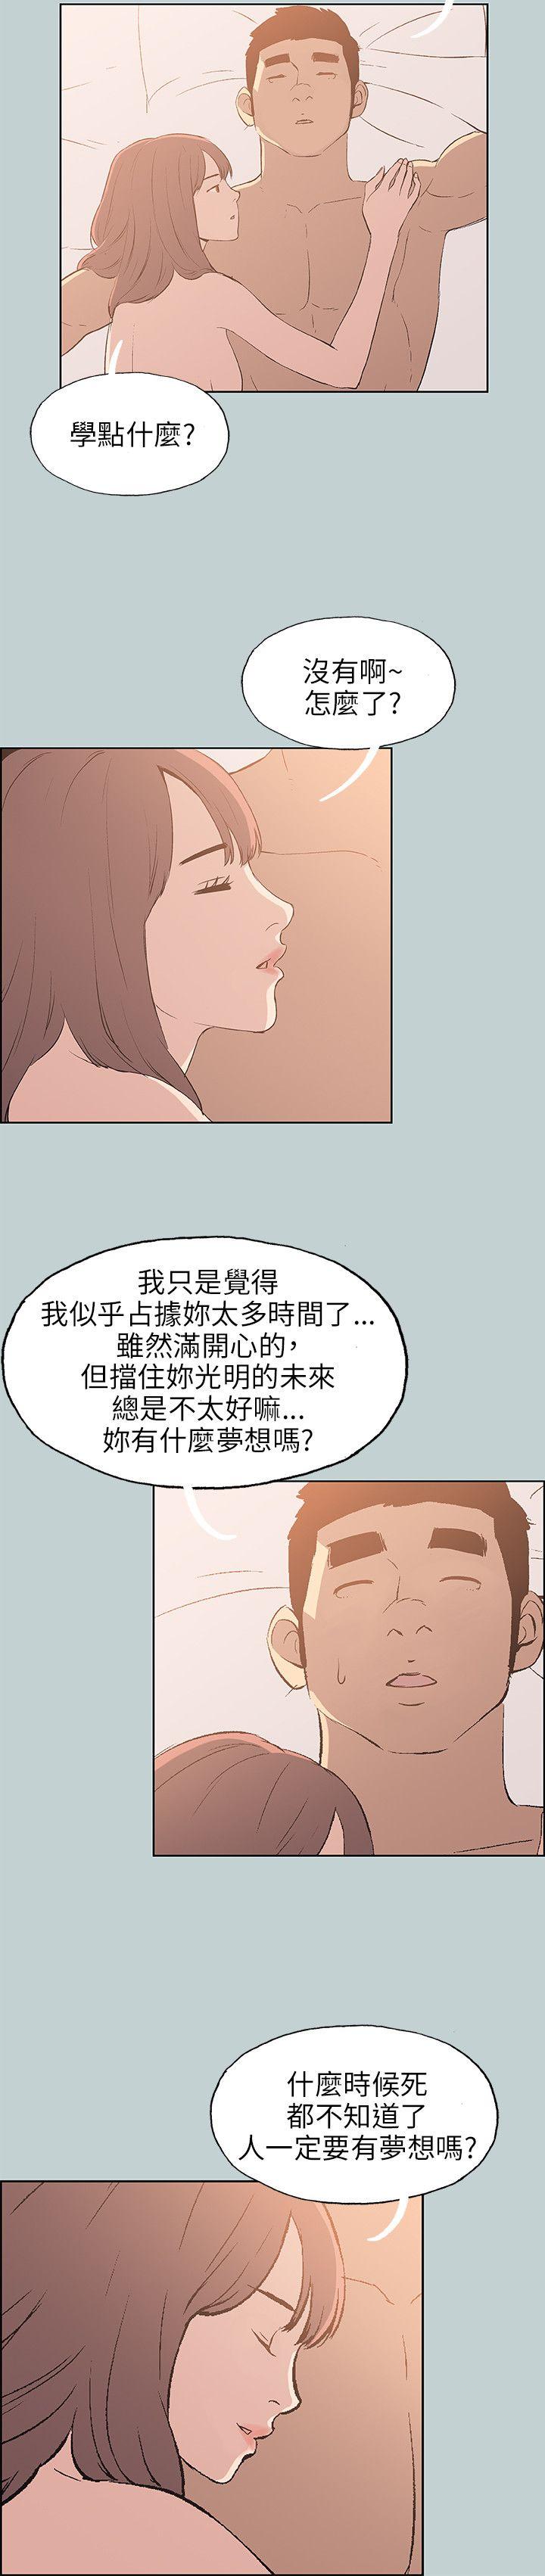 學點什麼?
沒有啊~
怎麼了?
我只是覺得
我似乎占據妳太多時間了...
雖然滿開心的,
但擋住妳光明的未來
總是不太好嘛...
妳有什麼夢想嗎?
什麼時候死
都不知道了
人一定要有夢想嗎?